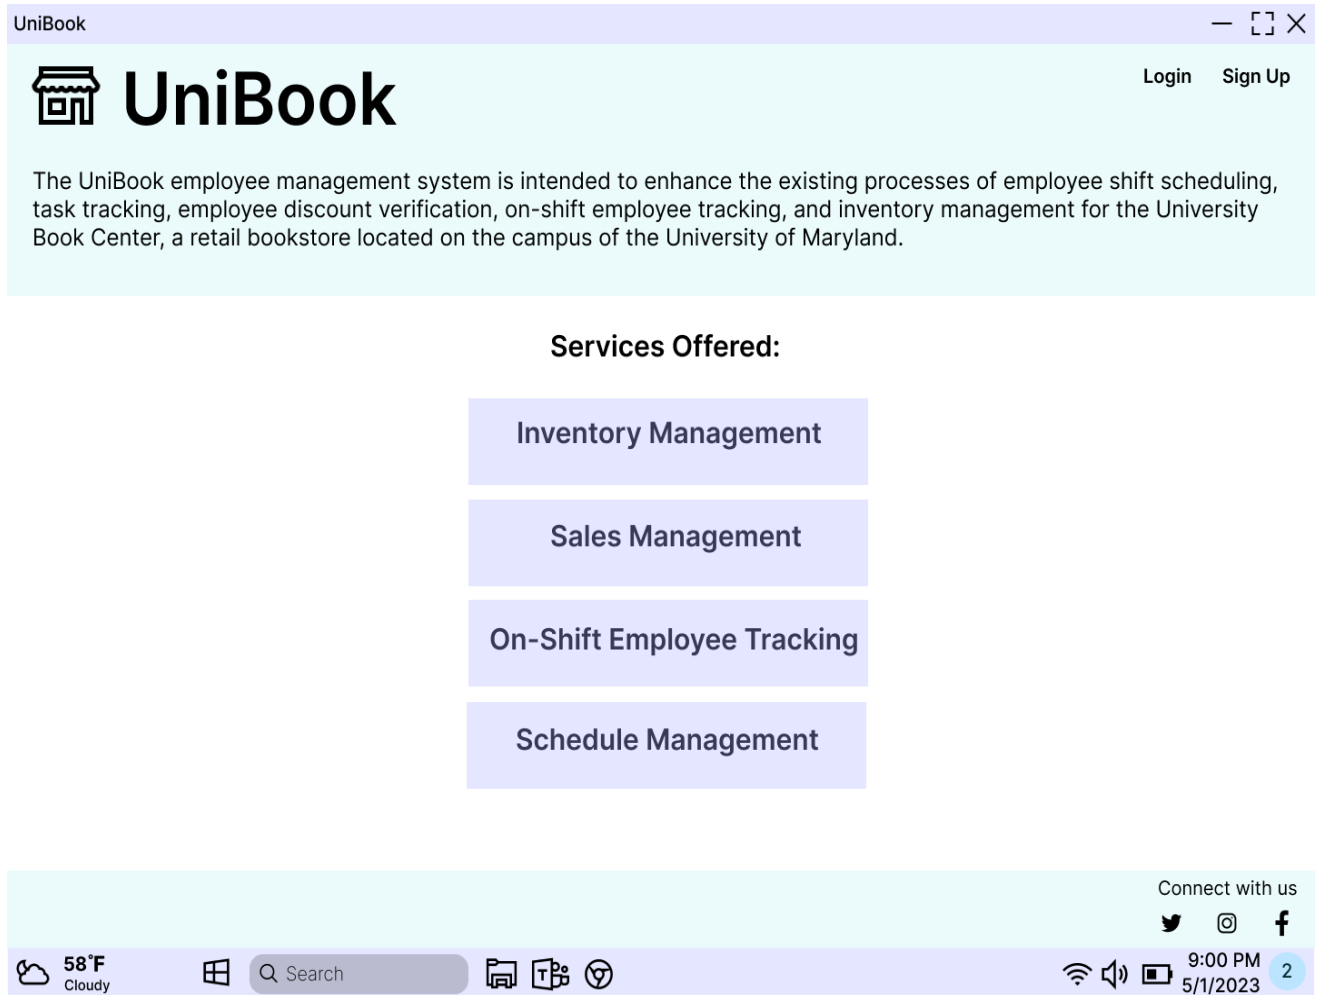 UniBook
UniBook
Login
Sign Up
The UniBook employee management system is intended to enhance the existing processes of employee shift scheduling,
task tracking, employee discount verification, on-shift employee tracking, and inventory management for the University
Book Center, a retail bookstore located on the campus of the University of Maryland.
Services Offered:
Inventory Management
Sales Management
On-Shift Employee Tracking
Schedule Management
Connect with us
58°F
Cloudy
Search
T
9:00 PM
5/1/2023
2